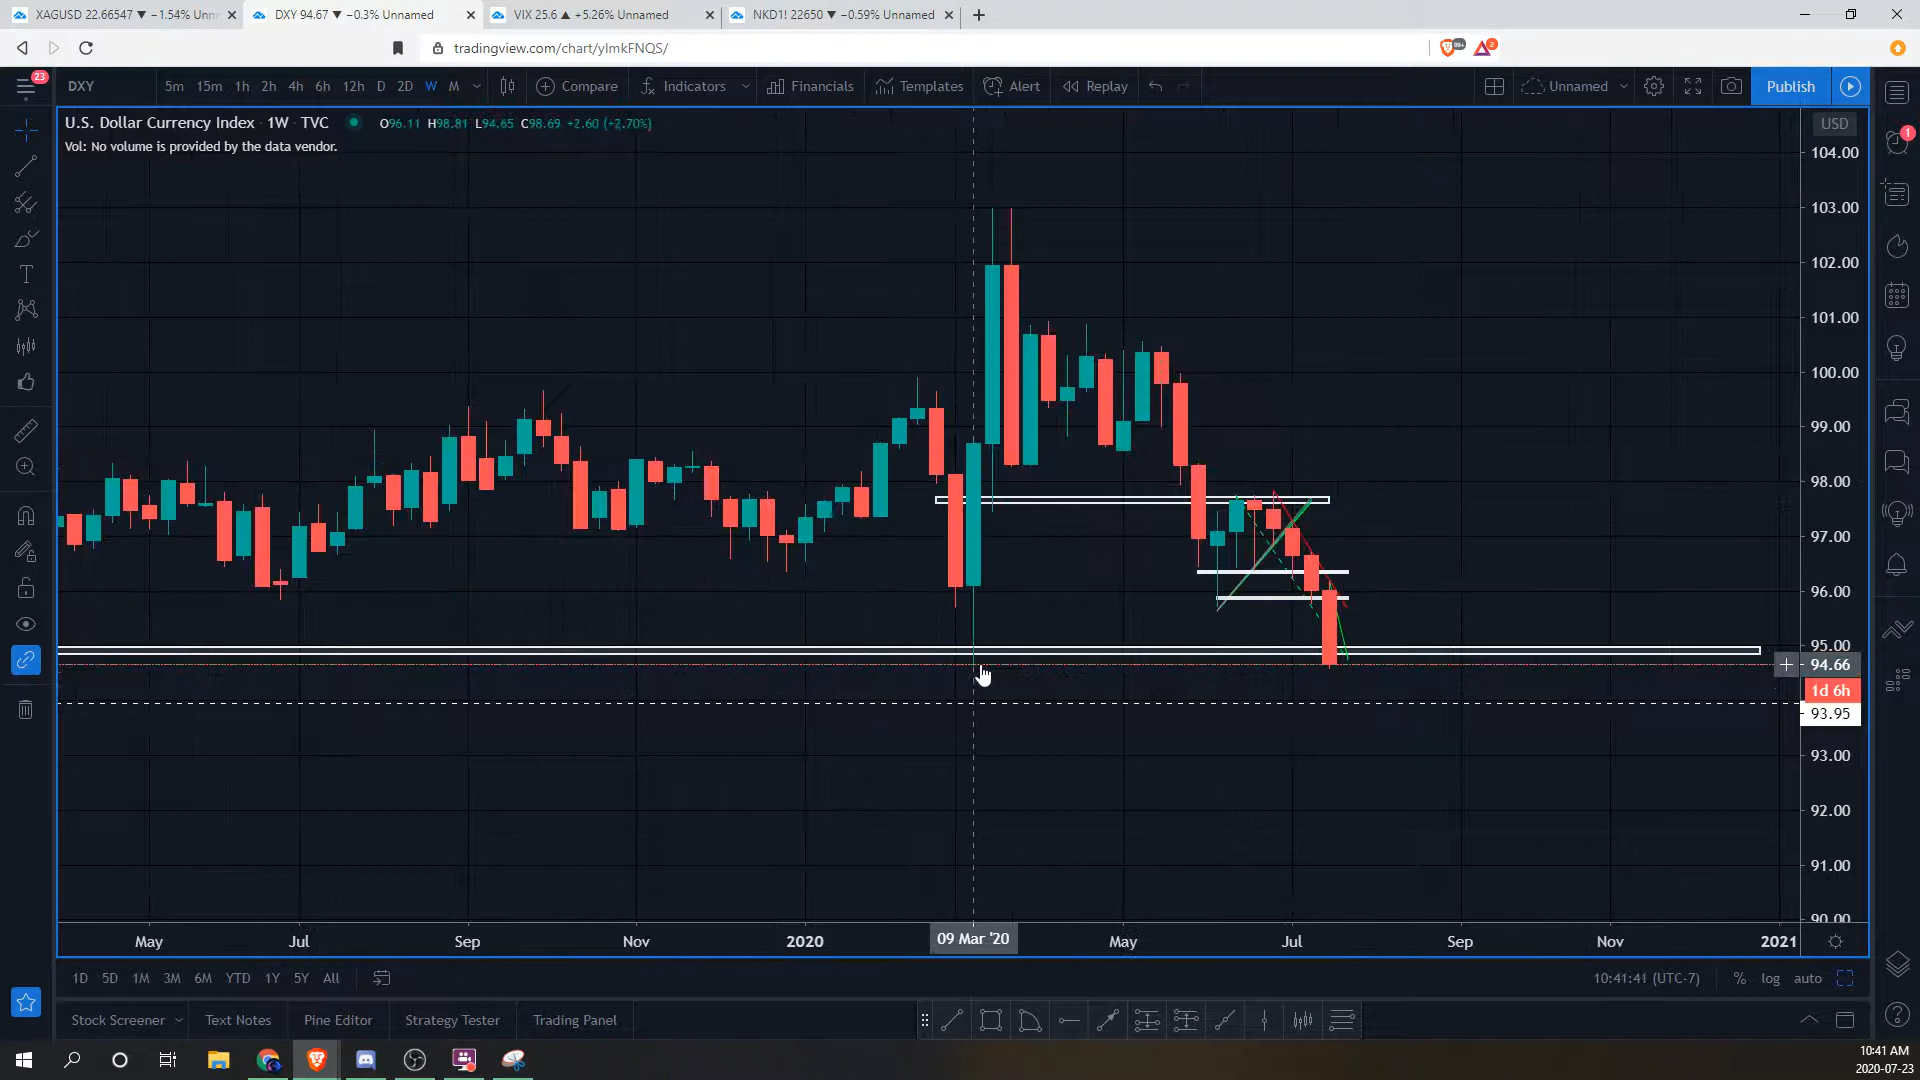 XAGUSD 22.66547 ▼ −1.54% Unna
DXY 94.67 ▼ −0.3% Unnamed
VIX 25.6 ▲ +5.26% Unnamed
NKD1! 22650 ▼ −0.59% Unnamed
tradingview.com/chart/yImkFNQS/
99+
2
23
DXY
5m 15m 1h 2h 4h 6h 12h D 2D W M
Compare
Indicators
Financials
Templates
Alert
Replay
Unnamed
Publish
U.S. Dollar Currency Index · 1W · TVC
O96.11 H98.81 L94.65 C98.69 +2.60 (+2.70%)
Vol: No volume is provided by the data vendor.
USD
1
104.00
103.00
102.00
101.00
100.00
99.00
98.00
97.00
96.00
95.00
94.66
1d 6h
93.95
93.00
92.00
91.00
90.00
May Jul Sep Nov 2020 09 Mar '20 May Jul Sep Nov 2021
1D 5D 1M 3M 6M YTD 1Y 5Y All
10:41:41 (UTC-7) % log auto
Stock Screener Text Notes Pine Editor Strategy Tester Trading Panel
10:41 AM
2020-07-23